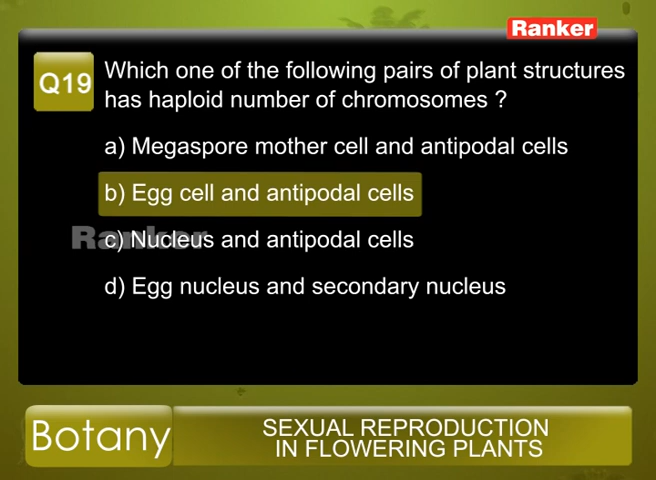 Ranker
Q19
Which one of the following pairs of plant structures
has haploid number of chromosomes ?
a) Megaspore mother cell and antipodal cells
b) Egg cell and antipodal cells
Ranker
c) Nucleus and antipodal cells
d) Egg nucleus and secondary nucleus
Botany
SEXUAL REPRODUCTION
IN FLOWERING PLANTS